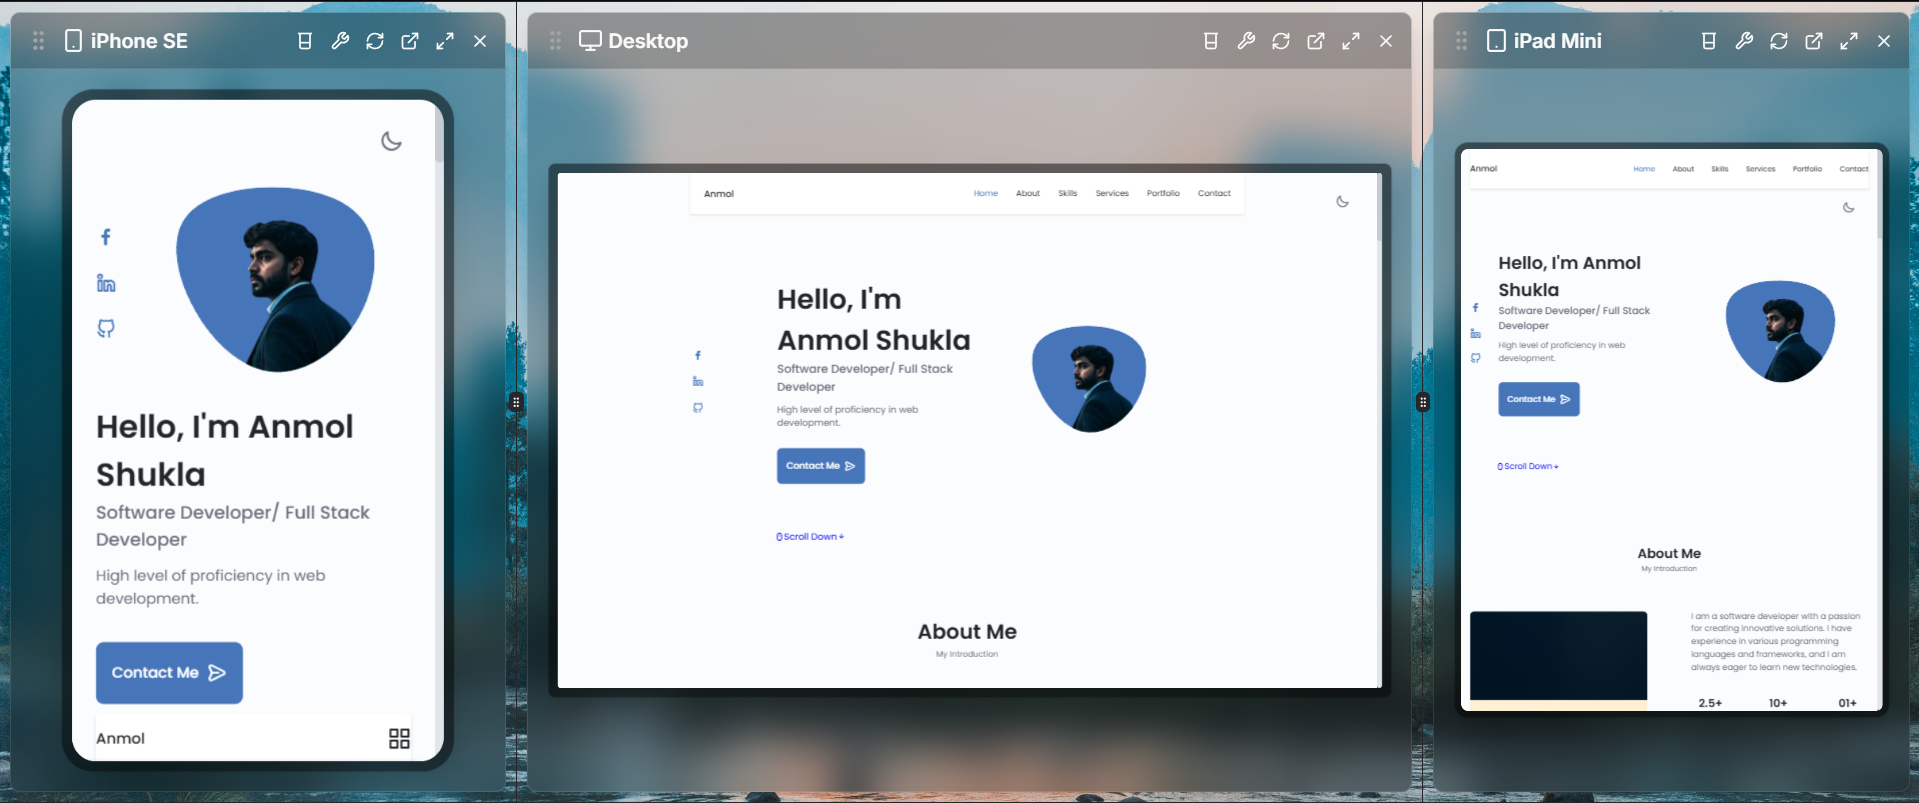 iPhone SE
Hello, I'm Anmol
Shukla
Software Developer/ Full Stack
Developer
High level of proficiency in web
development.
Contact Me
Anmol
Desktop
Anmol
Home About Skills Services Portfolio Contact
Hello, I'm
Anmol Shukla
Software Developer/ Full Stack
Developer
High level of proficiency in web
development.
Contact Me
Scroll Down
About Me
My Introduction
iPad Mini
Anmol
Home About Skills Services Portfolio Contact
Hello, I'm Anmol
Shukla
Software Developer/ Full Stack
Developer
High level of proficiency in web
development.
Contact Me
Scroll Down
About Me
My Introduction
I am a software developer with a passion
for creating innovative solutions. I have
experience in various programming
languages and frameworks, and I am
always eager to learn new technologies.
2.5+ 10+ 01+